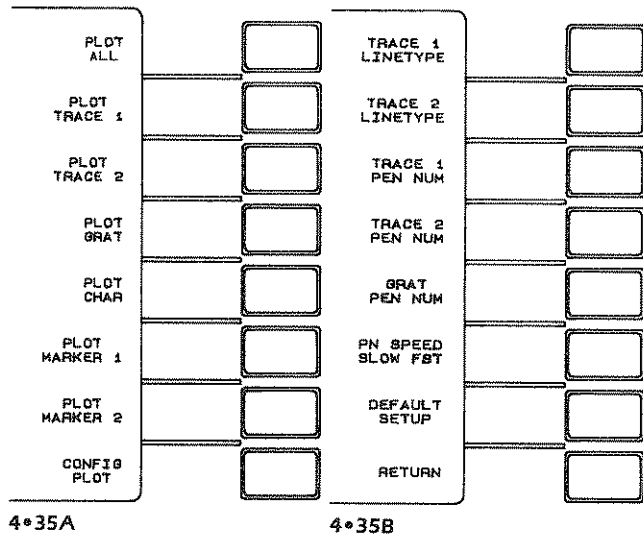 PLOT
ALL
PLOT
TRACE 1
PLOT
TRACE 2
PLOT
GRAT
PLOT
CHAR
PLOT
MARKER 1
PLOT
MARKER 2
CONFIG
PLOT
4•35A
TRACE 1
LINETYPE
TRACE 2
LINETYPE
TRACE 1
PEN NUM
TRACE 2
PEN NUM
GRAT
PEN NUM
PN SPEED
SLOW FST
DEFAULT
SETUP
RETURN
4•35B